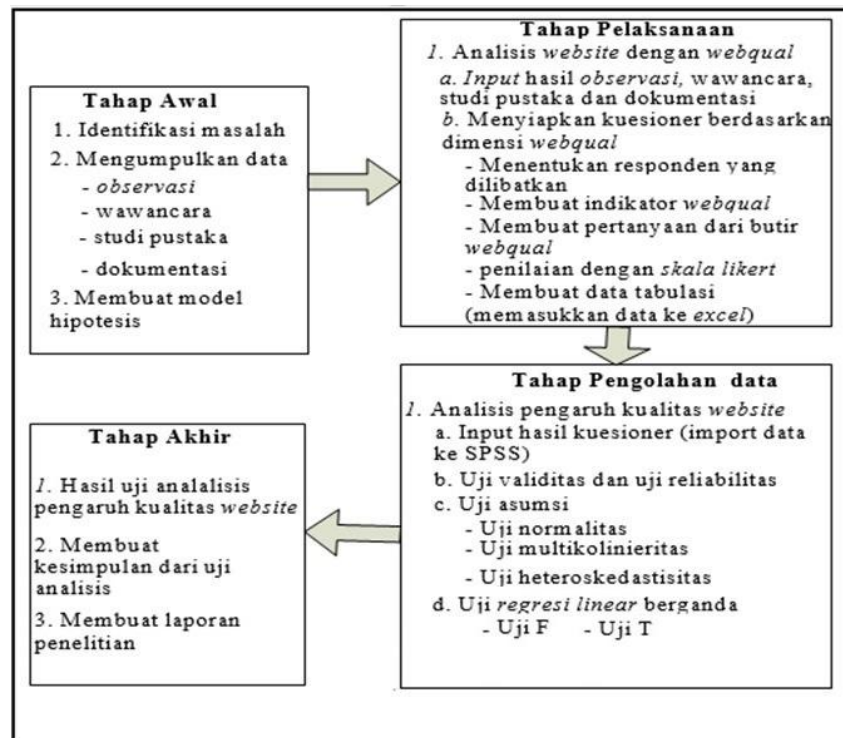 Tahap Awal
1. Identifikasi masalah
2. Mengumpulkan data
- observasi
- wawancara
- studi pustaka
- dokumentasi
3. Membuat model
hipotesis
Tahap Pelaksanaan
1. Analisis website dengan webqual
a. Input hasil observasi, wawancara,
studi pustaka dan dokumentasi
b. Menyiapkan kuesioner berdasarkan
dimensi webqual
- Menentukan responden yang
dilibatkan
- Membuat indikator webqual
- Membuat pertanyaan dari butir
webqual
- penilaian dengan skala likert
- Membuat data tabulasi
(memasukkan data ke excel)
Tahap Pengolahan data
1. Analisis pengaruh kualitas website
a. Input hasil kuesioner (import data
ke SPSS)
b. Uji validitas dan uji reliabilitas
c. Uji asumsi
- Uji normalitas
- Uji multikolinieritas
- Uji heteroskedastisitas
d. Uji regresi linear berganda
- Uji F - Uji T
Tahap Akhir
1. Hasil uji analalisis
pengaruh kualitas website
2. Membuat
kesimpulan dari uji
analisis
3. Membuat laporan
penelitian